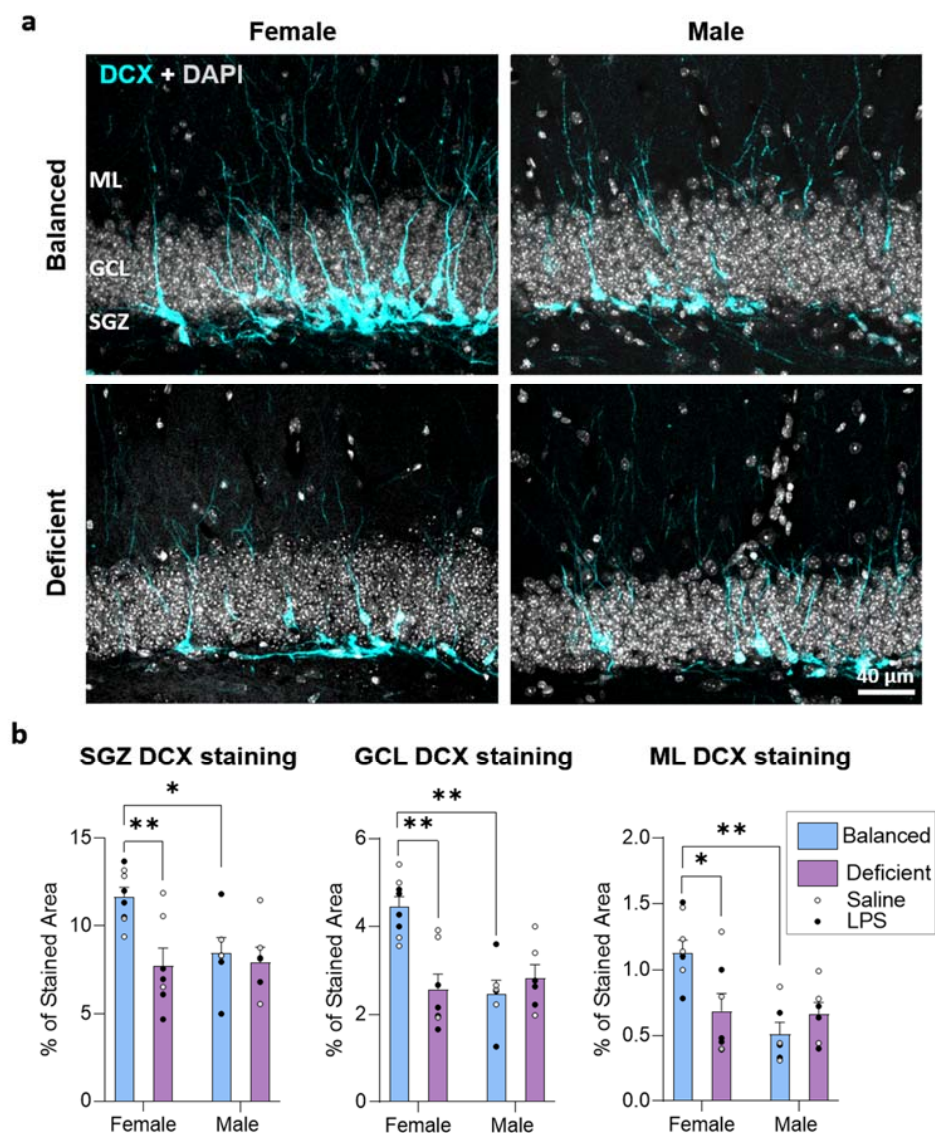 a
Female
Male
DCX + DAPI
Balanced
ML
GCL
SGZ
Deficient
40 µm
b
SGZ DCX staining
GCL DCX staining
ML DCX staining
% of Stained Area
15
10
5
0
*
**
Female
Male
% of Stained Area
6
4
2
0
**
**
Female
Male
% of Stained Area
2.0
1.5
1.0
0.5
0.0
**
*
Female
Male
Balanced
Deficient
Saline
LPS